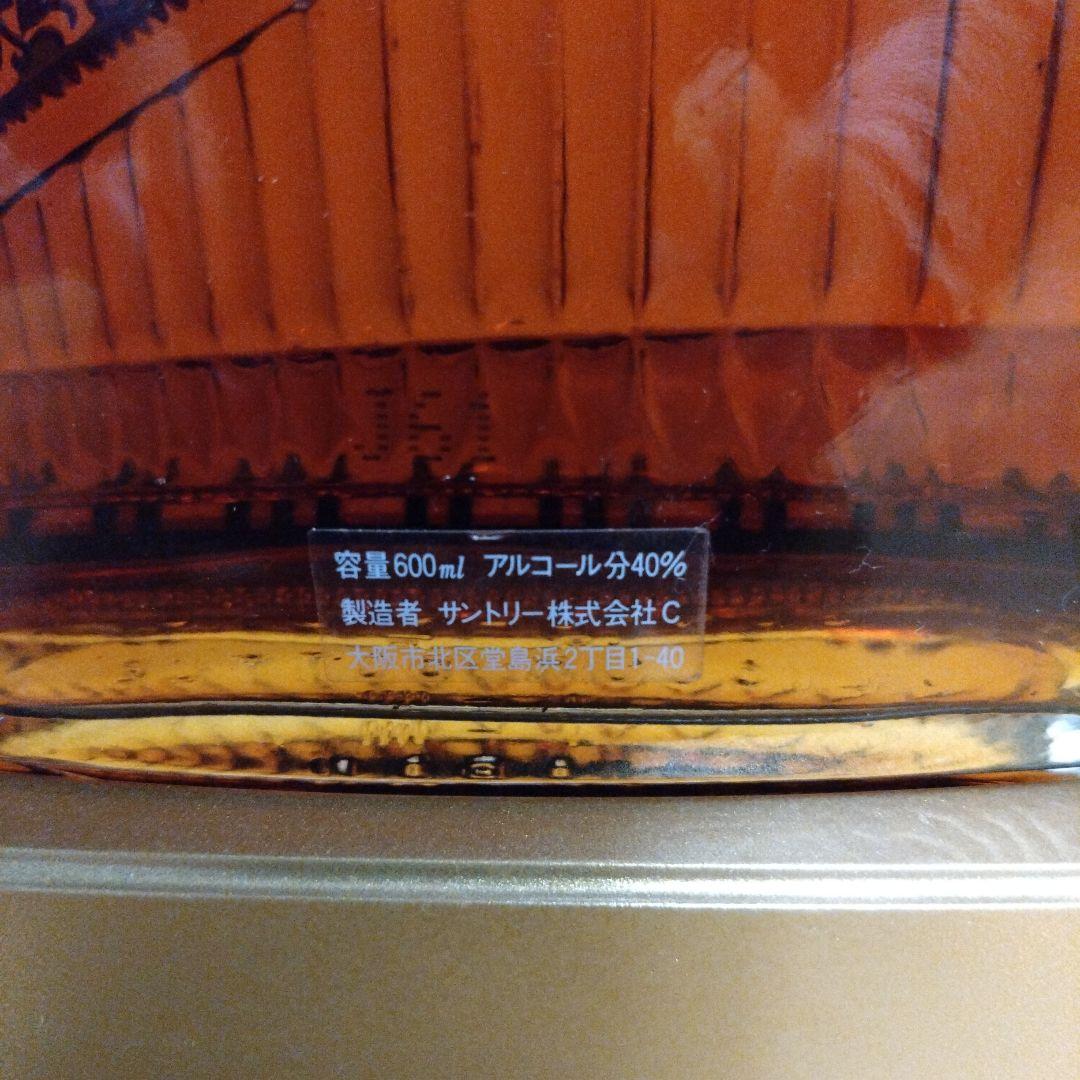 容量600ml アルコール分40%
製造者 サントリー株式会社C
大阪市北区堂島浜2丁目1-40